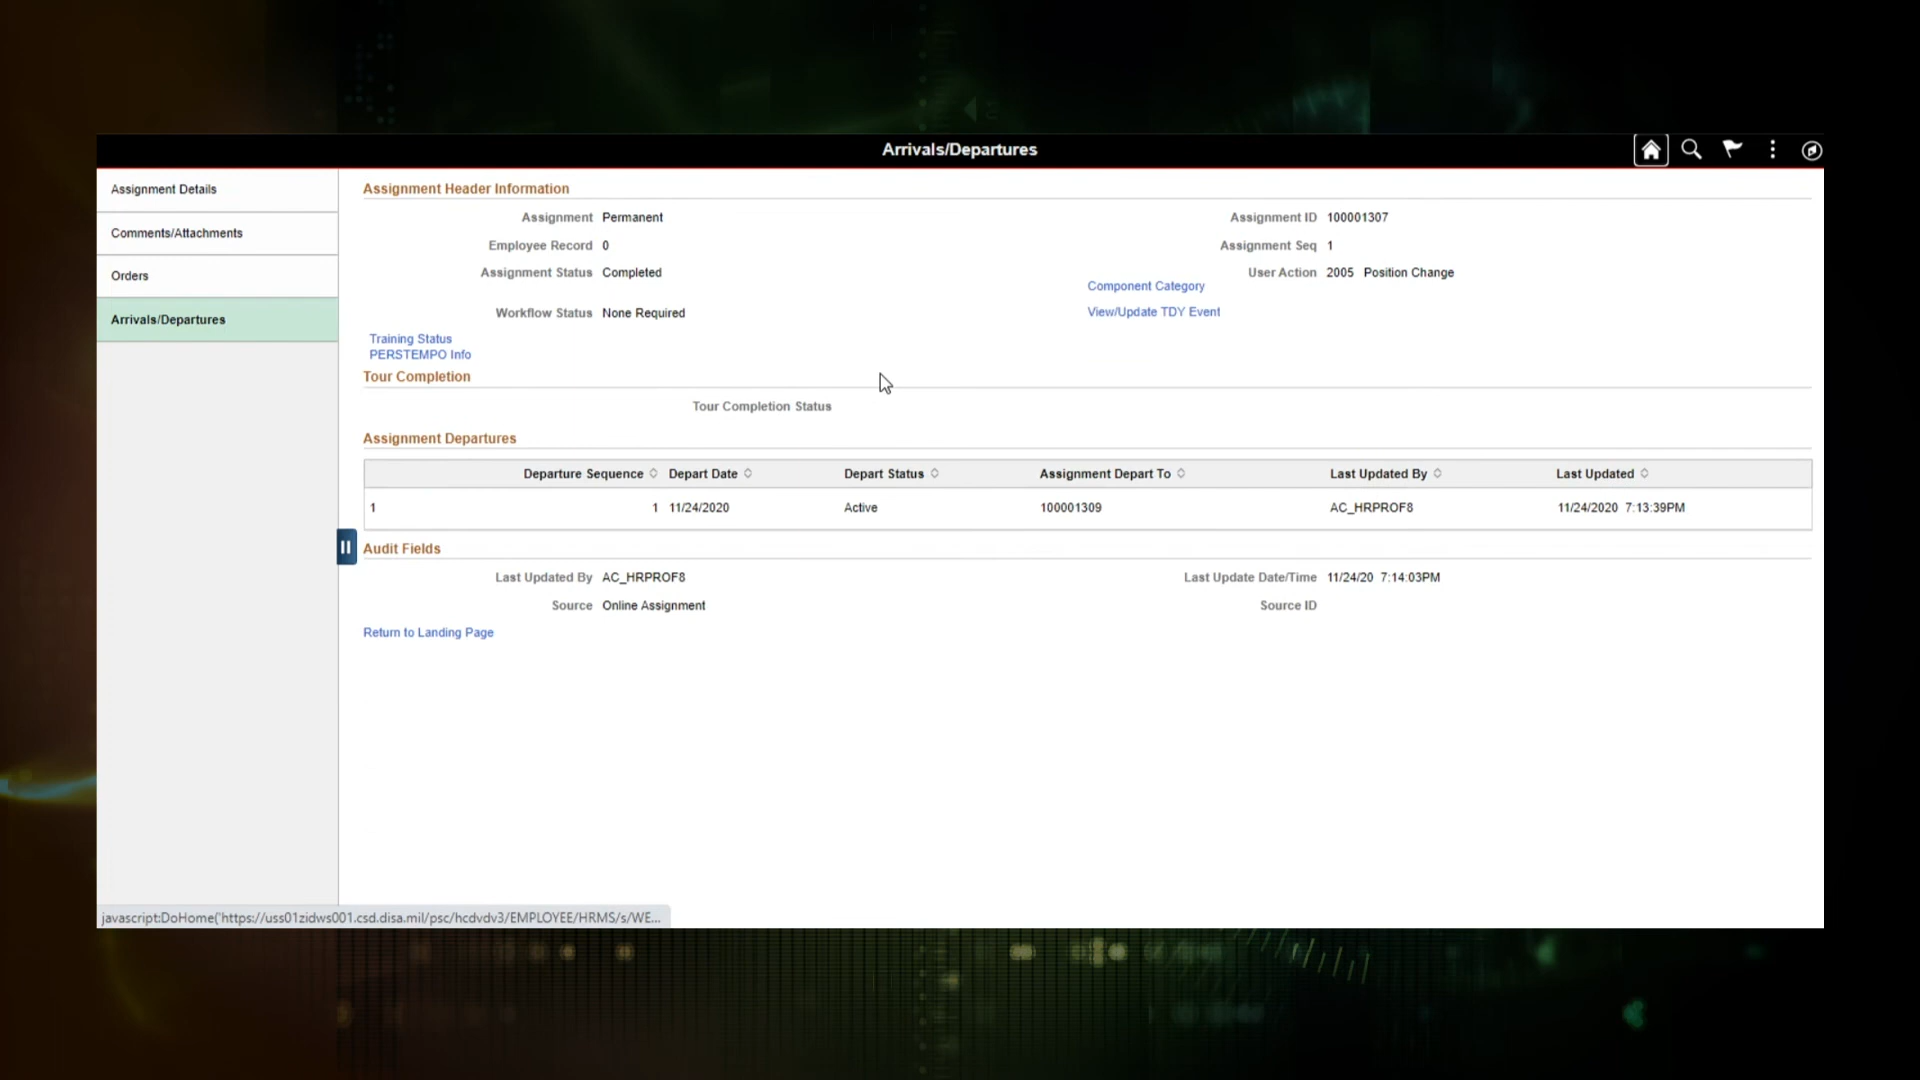 Arrivals/Departures
Assignment Details
Comments/Attachments
Orders
Arrivals/Departures
Assignment Header Information
Assignment Permanent Assignment ID 100001307
Employee Record 0 Assignment Seq 1
Assignment Status Completed User Action 2005 Position Change
Component Category
Workflow Status None Required View/Update TDY Event
Training Status
PERSTEMPO Info
Tour Completion
Tour Completion Status
Assignment Departures
Departure Sequence Depart Date Depart Status Assignment Depart To Last Updated By Last Updated
1 1 11/24/2020 Active 100001309 AC_HRPROF8 11/24/2020 7:13:39PM
Audit Fields
Last Updated By AC_HRPROF8 Last Update Date/Time 11/24/20 7:14:03PM
Source Online Assignment Source ID
Return to Landing Page
javascript:DoHome('https://uss01zidws001.csd.disa.mil/psc/hcdvdv3/EMPLOYEE/HRMS/s/WE...